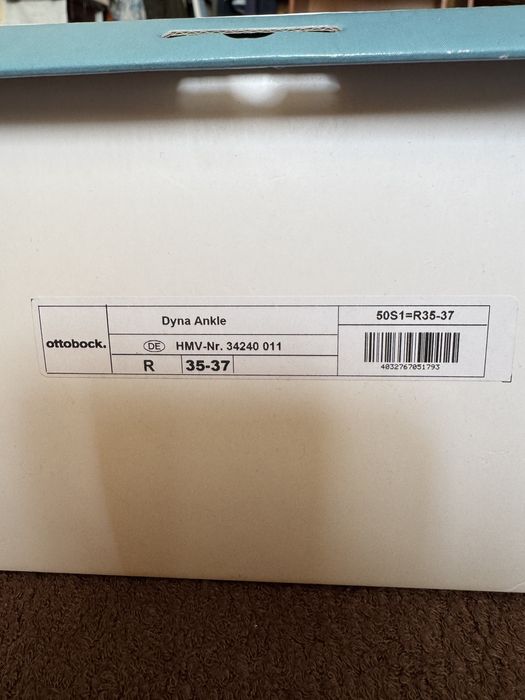 ottobock.
Dyna Ankle
DE HMV-Nr. 34240 011
R 35-37
50S1=R35-37
4032767051793